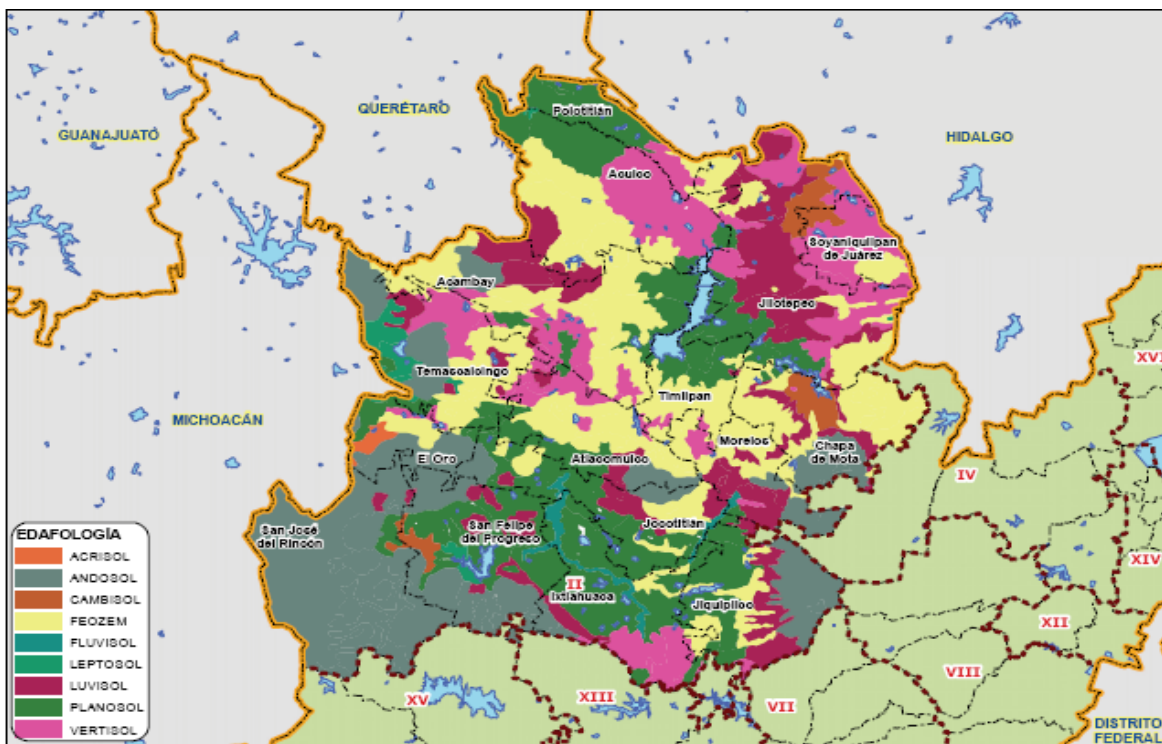 QUERÉTARO
GUANAJUATÓ
HIDALGO
Polotitlán
Aculco
Soyaniquilpan
de Juárez
Acambay
Jilotepec
Temascalcingo
XVI
Timilpan
MICHOACÁN
Morelos
Chapa
de Mota
El Oro
Atlacomulco
IV
San José
del Rincón
San Felipe
del Progreso
Jocotitlán
XIV
II
Ixtlahuaca
Jiquipilco
XII
VIII
XV
XIII
VII
DISTRITO
FEDERAL
EDAFOLOGÍA
ACRISOL
ANDOSOL
CAMBISOL
FEOZEM
FLUVISOL
LEPTOSOL
LUVISOL
PLANOSOL
VERTISOL